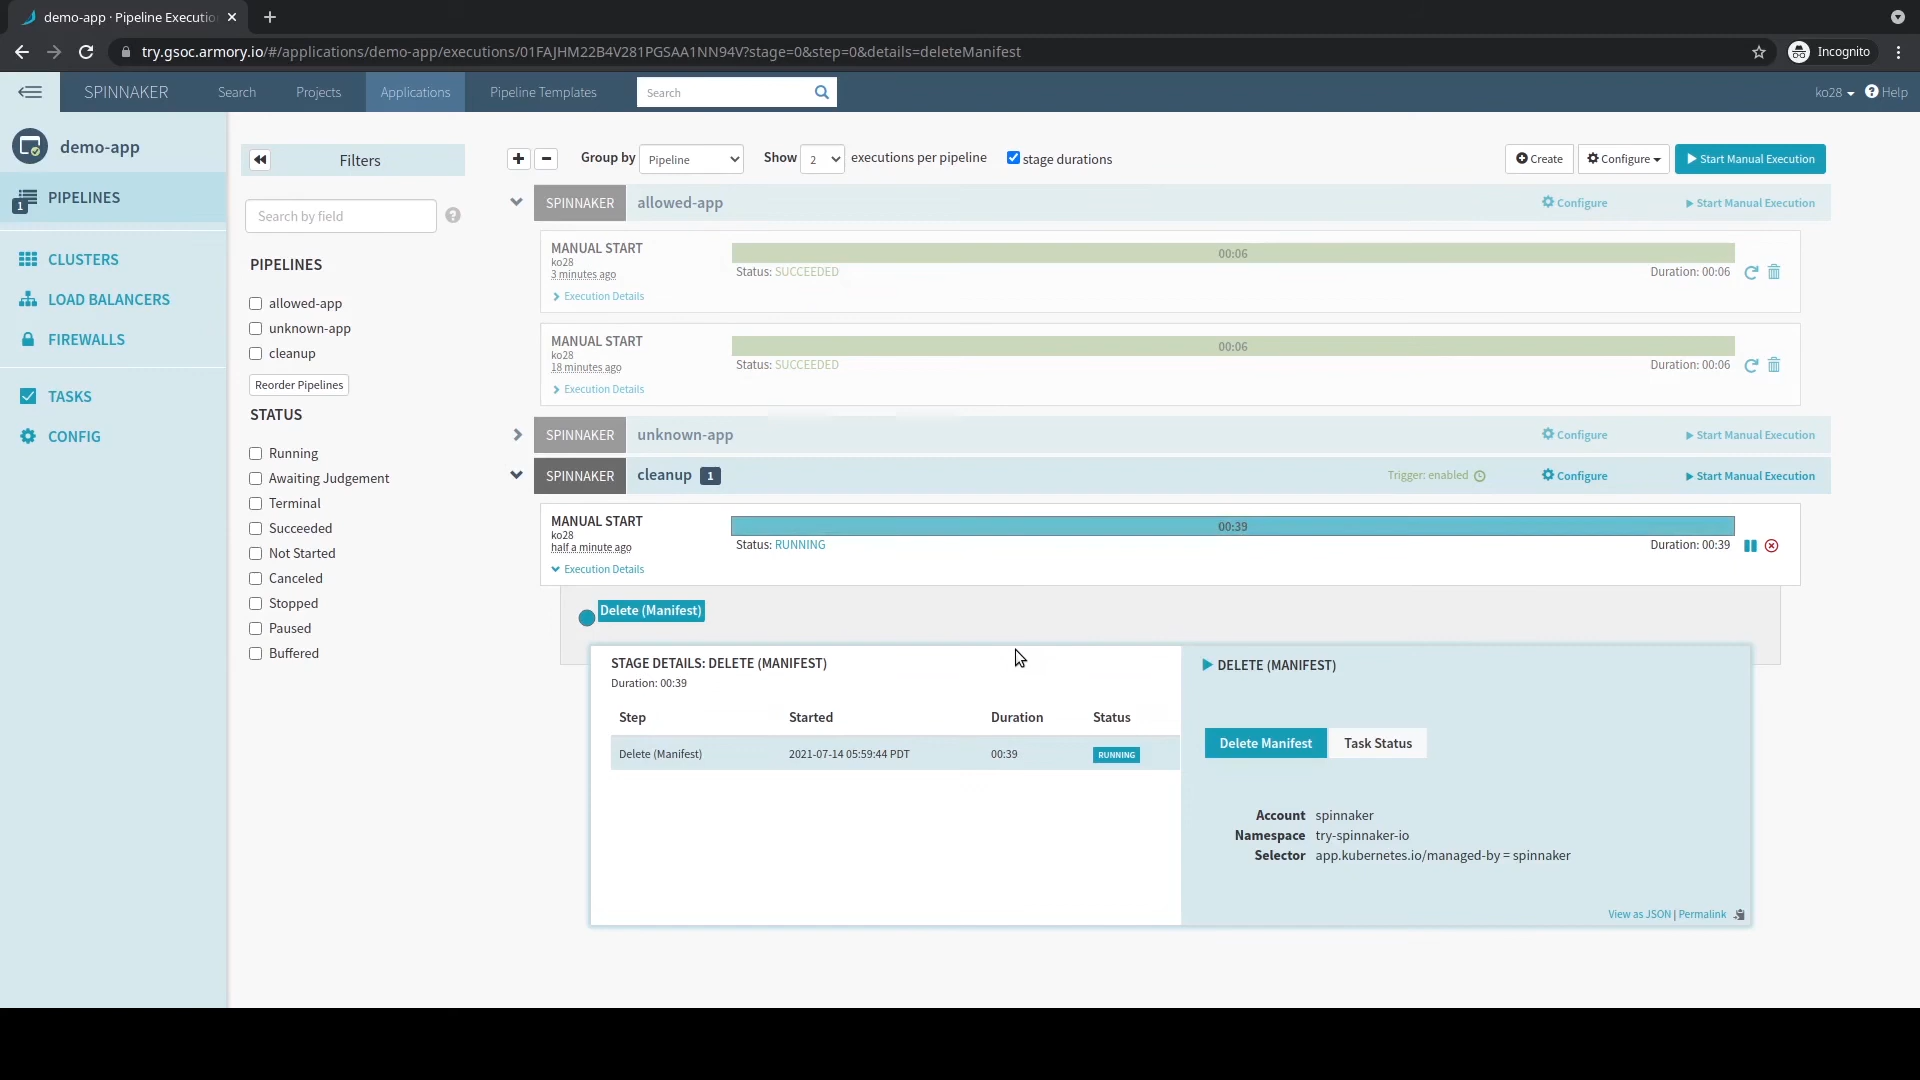 demo-app · Pipeline Executio
try.gsoc.armory.io/#/applications/demo-app/executions/01FAJHM22B4V281PGSAA1NN94V?stage=0&step=0&details=deleteManifest
Incognito
SPINNAKER
Search
Projects
Applications
Pipeline Templates
Search
ko28
Help
demo-app
PIPELINES
1
CLUSTERS
LOAD BALANCERS
FIREWALLS
TASKS
CONFIG
Filters
Search by field
PIPELINES
allowed-app
unknown-app
cleanup
Reorder Pipelines
STATUS
Running
Awaiting Judgement
Terminal
Succeeded
Not Started
Canceled
Stopped
Paused
Buffered
Group by Pipeline Show 2 executions per pipeline stage durations
Create
Configure
Start Manual Execution
SPINNAKER allowed-app Configure Start Manual Execution
MANUAL START
ko28
3 minutes ago
00:06
Status: SUCCEEDED
Duration: 00:06
Execution Details
MANUAL START
ko28
18 minutes ago
00:06
Status: SUCCEEDED
Duration: 00:06
Execution Details
SPINNAKER unknown-app Configure Start Manual Execution
SPINNAKER cleanup 1 Trigger: enabled Configure Start Manual Execution
MANUAL START
ko28
half a minute ago
00:39
Status: RUNNING
Duration: 00:39
Execution Details
Delete (Manifest)
STAGE DETAILS: DELETE (MANIFEST)
Duration: 00:39
Step Started Duration Status
Delete (Manifest) 2021-07-14 05:59:44 PDT 00:39 RUNNING
DELETE (MANIFEST)
Delete Manifest
Task Status
Account spinnaker
Namespace try-spinnaker-io
Selector app.kubernetes.io/managed-by = spinnaker
View as JSON | Permalink